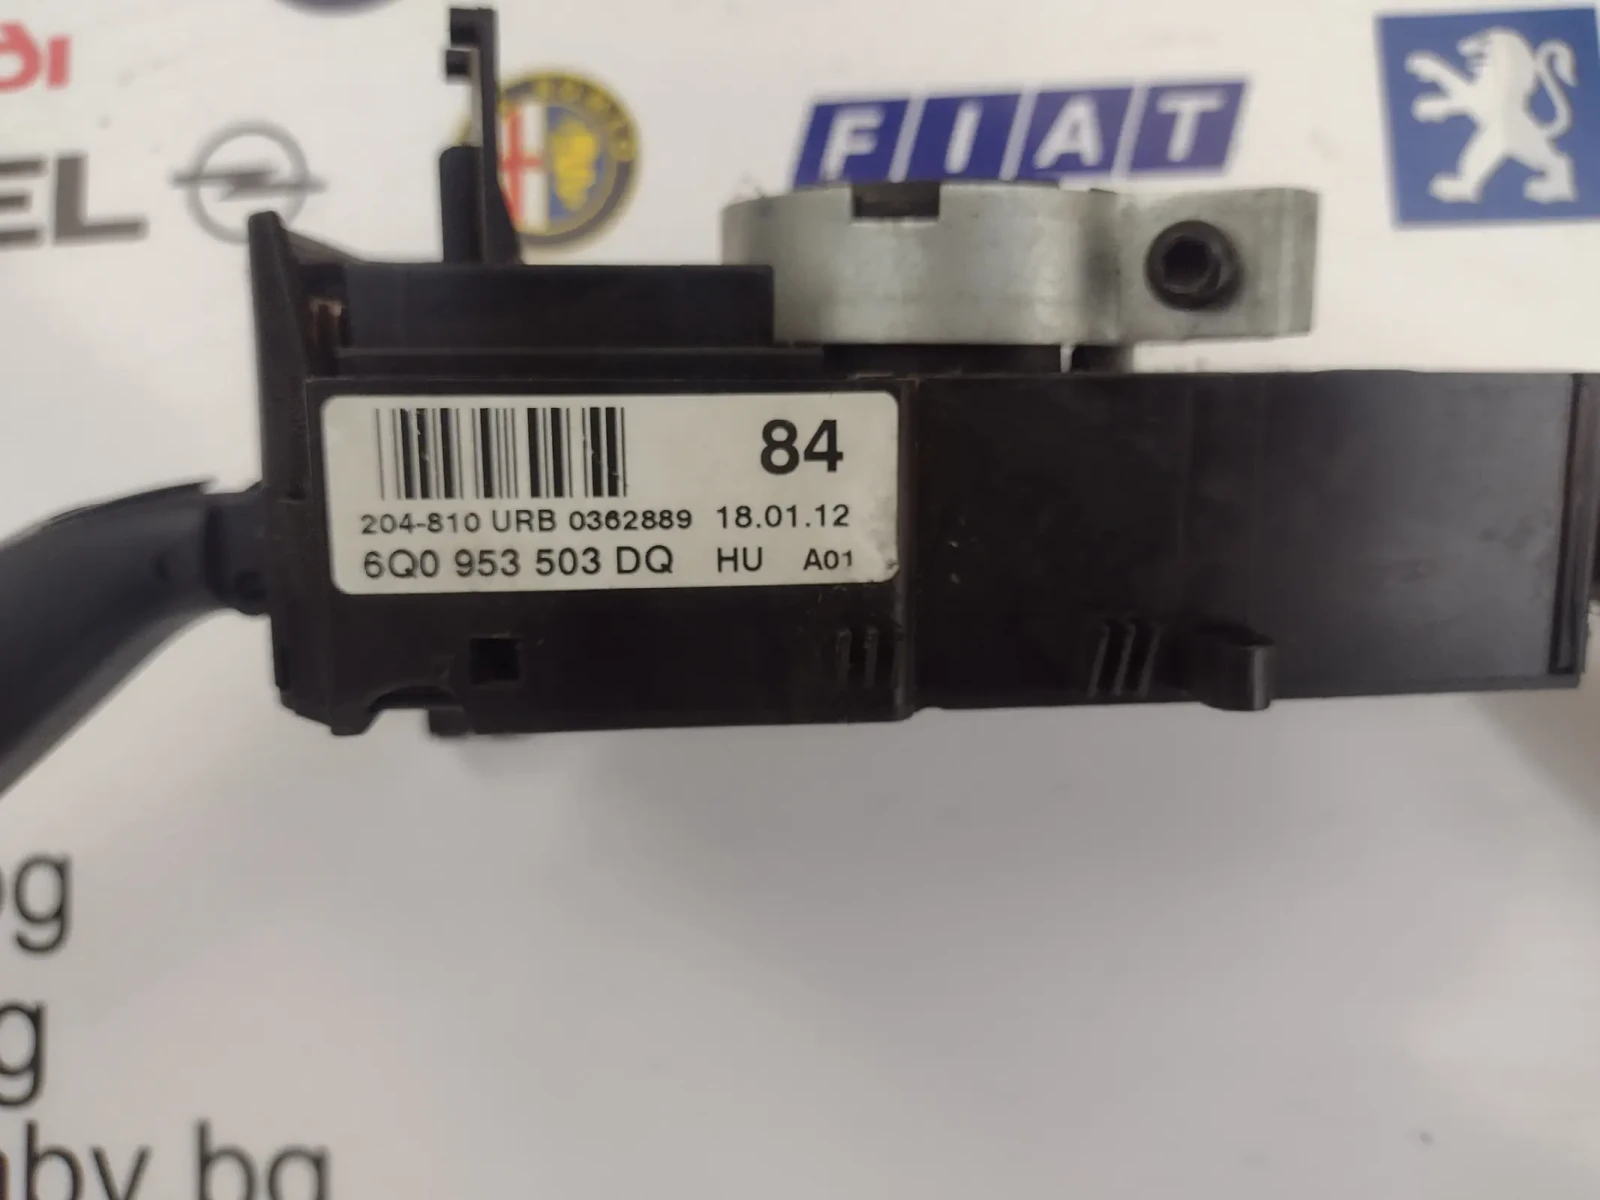 FIAT
84
204-810 URB 0362889 18.01.12
6Q0 953 503 DQ HU A01